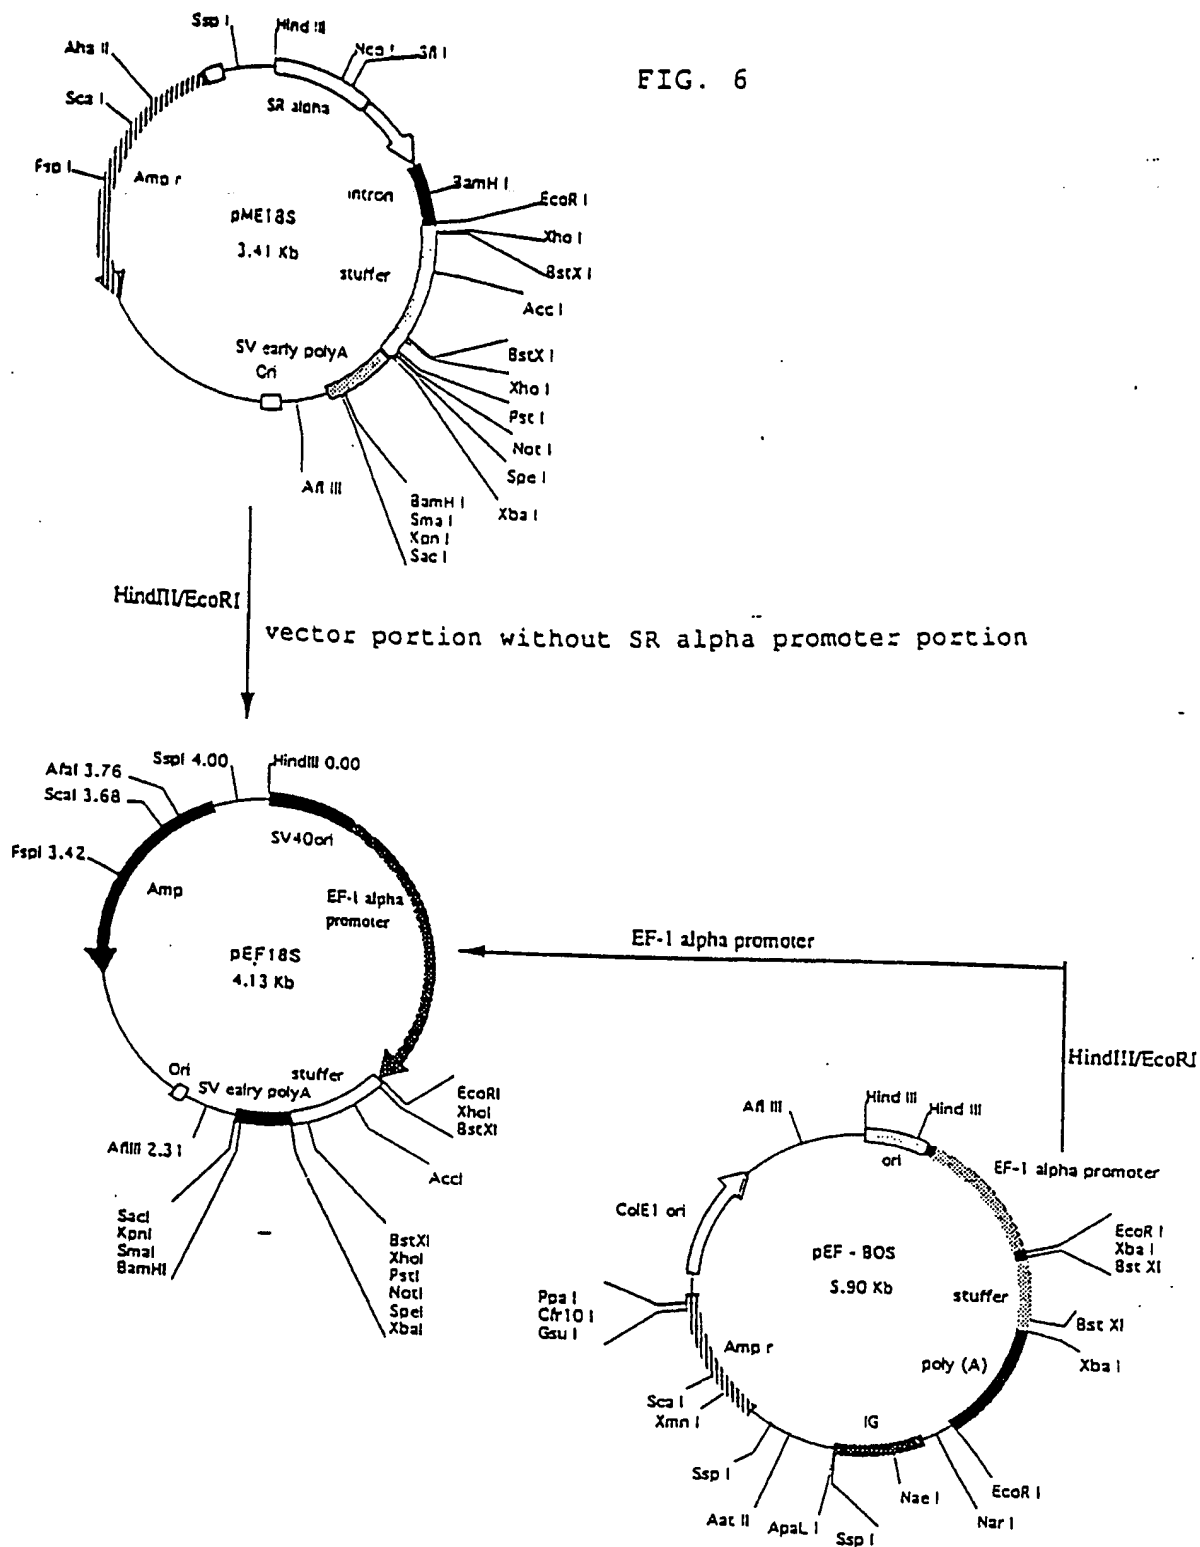 FIG. 6
Ssp I
Hind III
Nco I
Sfi I
Aha II
Sca I
Fsp I
SR alpha
Amp r
intron
BamH I
EcoR I
Xho I
BstX I
pME18S
3.41 Kb
stuffer
Acc I
SV early polyA
Ori
BstX I
Xho I
Pst I
Not I
Spe I
Xba I
Afl III
BamH I
Sma I
Kpn I
Sac I
HindIII/EcoRI
vector portion without SR alpha promoter portion
SspI 4.00
HindIII 0.00
AfaI 3.76
ScaI 3.68
FspI 3.42
SV40ori
Amp
EF-1 alpha
promoter
pEF18S
4.13 Kb
EF-1 alpha promoter
HindIII/EcoRI
Ori
SV ealry polyA
stuffer
EcoRI
XhoI
BstXI
AflIII 2.31
AccI
SacI
KpnI
SmaI
BamHI
BstXI
XhoI
PstI
NotI
SpeI
XbaI
Afl III
Hind III
Hind III
ori
EF-1 alpha promoter
ColE1 ori
pEF - BOS
5.90 Kb
EcoR I
Xba I
Bst XI
stuffer
Bst XI
Xba I
poly (A)
Ppa I
Cfr10 I
Gsu I
Amp r
Sca I
Xmn I
IG
Ssp I
Aat II
ApaL I
Ssp I
Nae I
Nar I
EcoR I